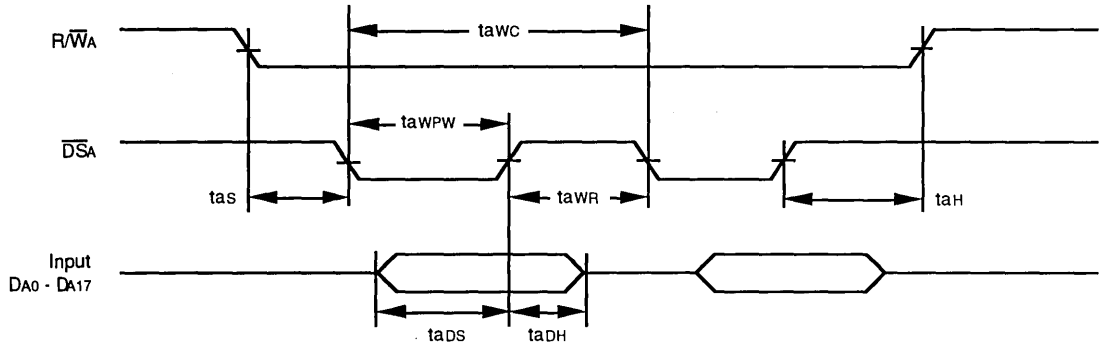 R/W̅A
taWC
taWPW
D̅S̅A
taS
taWR
taH
Input
DA0 - DA17
taDS
taDH